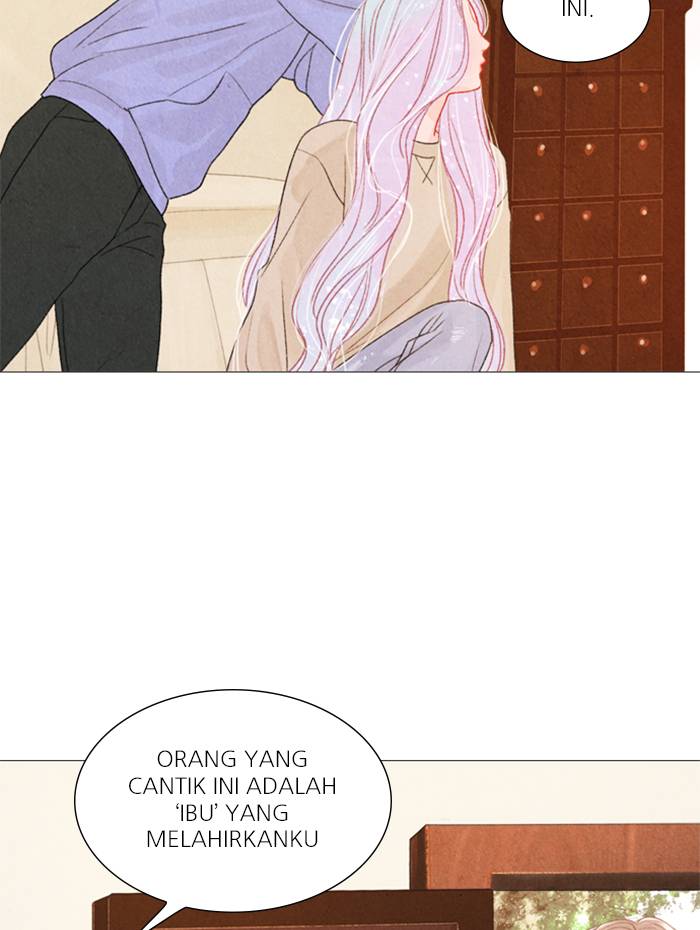 INI.
ORANG YANG
CANTIK INI ADALAH
‘IBU’ YANG
MELAHIRKANKU